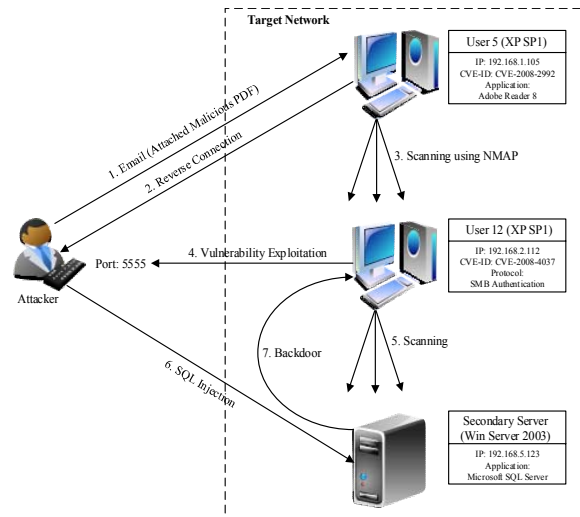 Target Network
User 5 (XP SP1)
IP: 192.168.1.105
CVE-ID: CVE-2008-2992
Application:
Adobe Reader 8
1. Email (Attached Malicious PDF)
2. Reverse Connection
3. Scanning using NMAP
User 12 (XP SP1)
IP: 192.168.2.112
CVE-ID: CVE-2008-4037
Protocol:
SMB Authentication
4. Vulnerability Exploitation
Port: 5555
Attacker
5. Scanning
7. Backdoor
6. SQL Injection
Secondary Server
(Win Server 2003)
IP: 192.168.5.123
Application:
Microsoft SQL Server